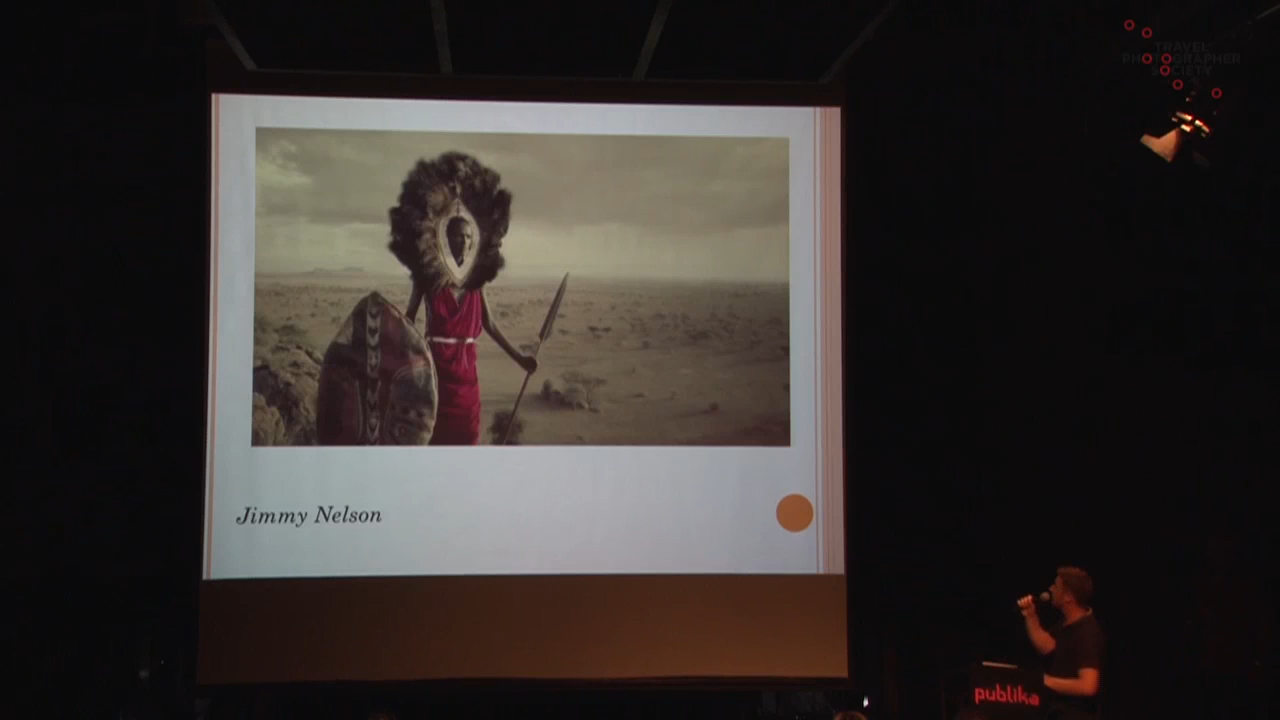 TRAVEL
PHOTOGRAPHER
SOCIETY
Jimmy Nelson
publika